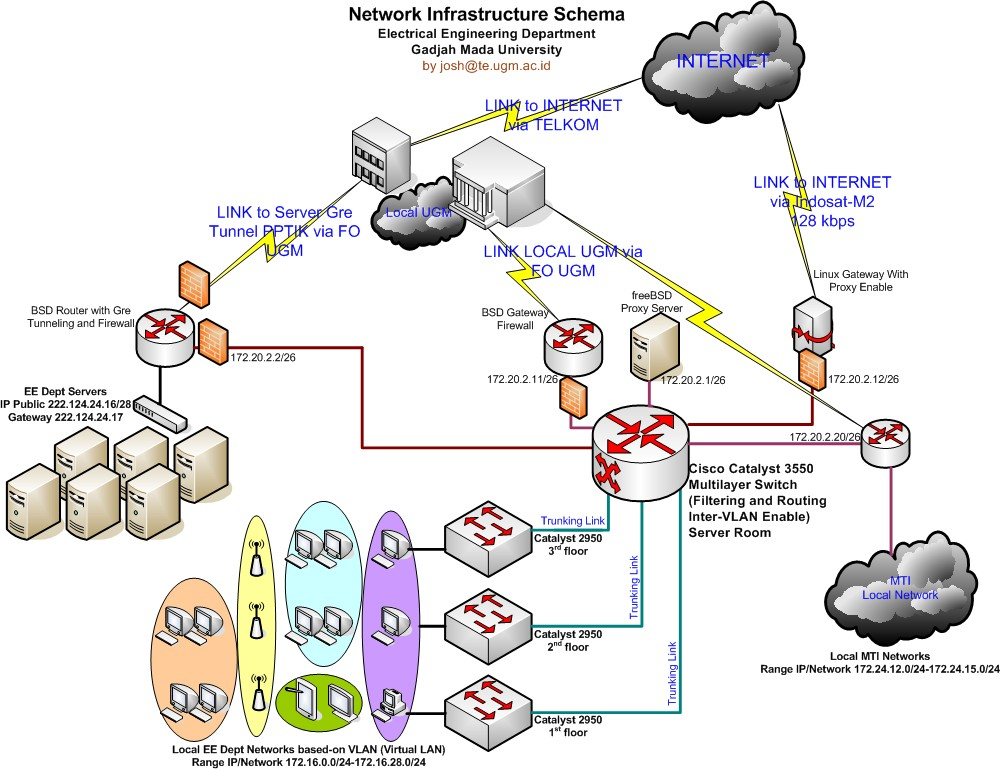 Network Infrastructure Schema
Electrical Engineering Department
Gadjah Mada University
by josh@te.ugm.ac.id
INTERNET
LINK to INTERNET
via TELKOM
LINK to INTERNET
via Indosat-M2
128 kbps
Local UGM
LINK to Server Gre
Tunnel PPTIK via FO
UGM
LINK LOCAL UGM via
FO UGM
Linux Gateway With
Proxy Enable
freeBSD
Proxy Server
BSD Gateway
Firewall
BSD Router with Gre
Tunneling and Firewall
172.20.2.2/26
172.20.2.11/26
172.20.2.1/26
172.20.2.12/26
EE Dept Servers
IP Public 222.124.24.16/28
Gateway 222.124.24.17
172.20.2.20/26
Cisco Catalyst 3550
Multilayer Switch
(Filtering and Routing
Inter-VLAN Enable)
Server Room
Trunking Link
Catalyst 2950
3rd floor
Trunking Link
Catalyst 2950
2nd floor
Trunking Link
Catalyst 2950
1st floor
MTI
Local Network
Local MTI Networks
Range IP/Network 172.24.12.0/24-172.24.15.0/24
Local EE Dept Networks based-on VLAN (Virtual LAN)
Range IP/Network 172.16.0.0/24-172.16.28.0/24